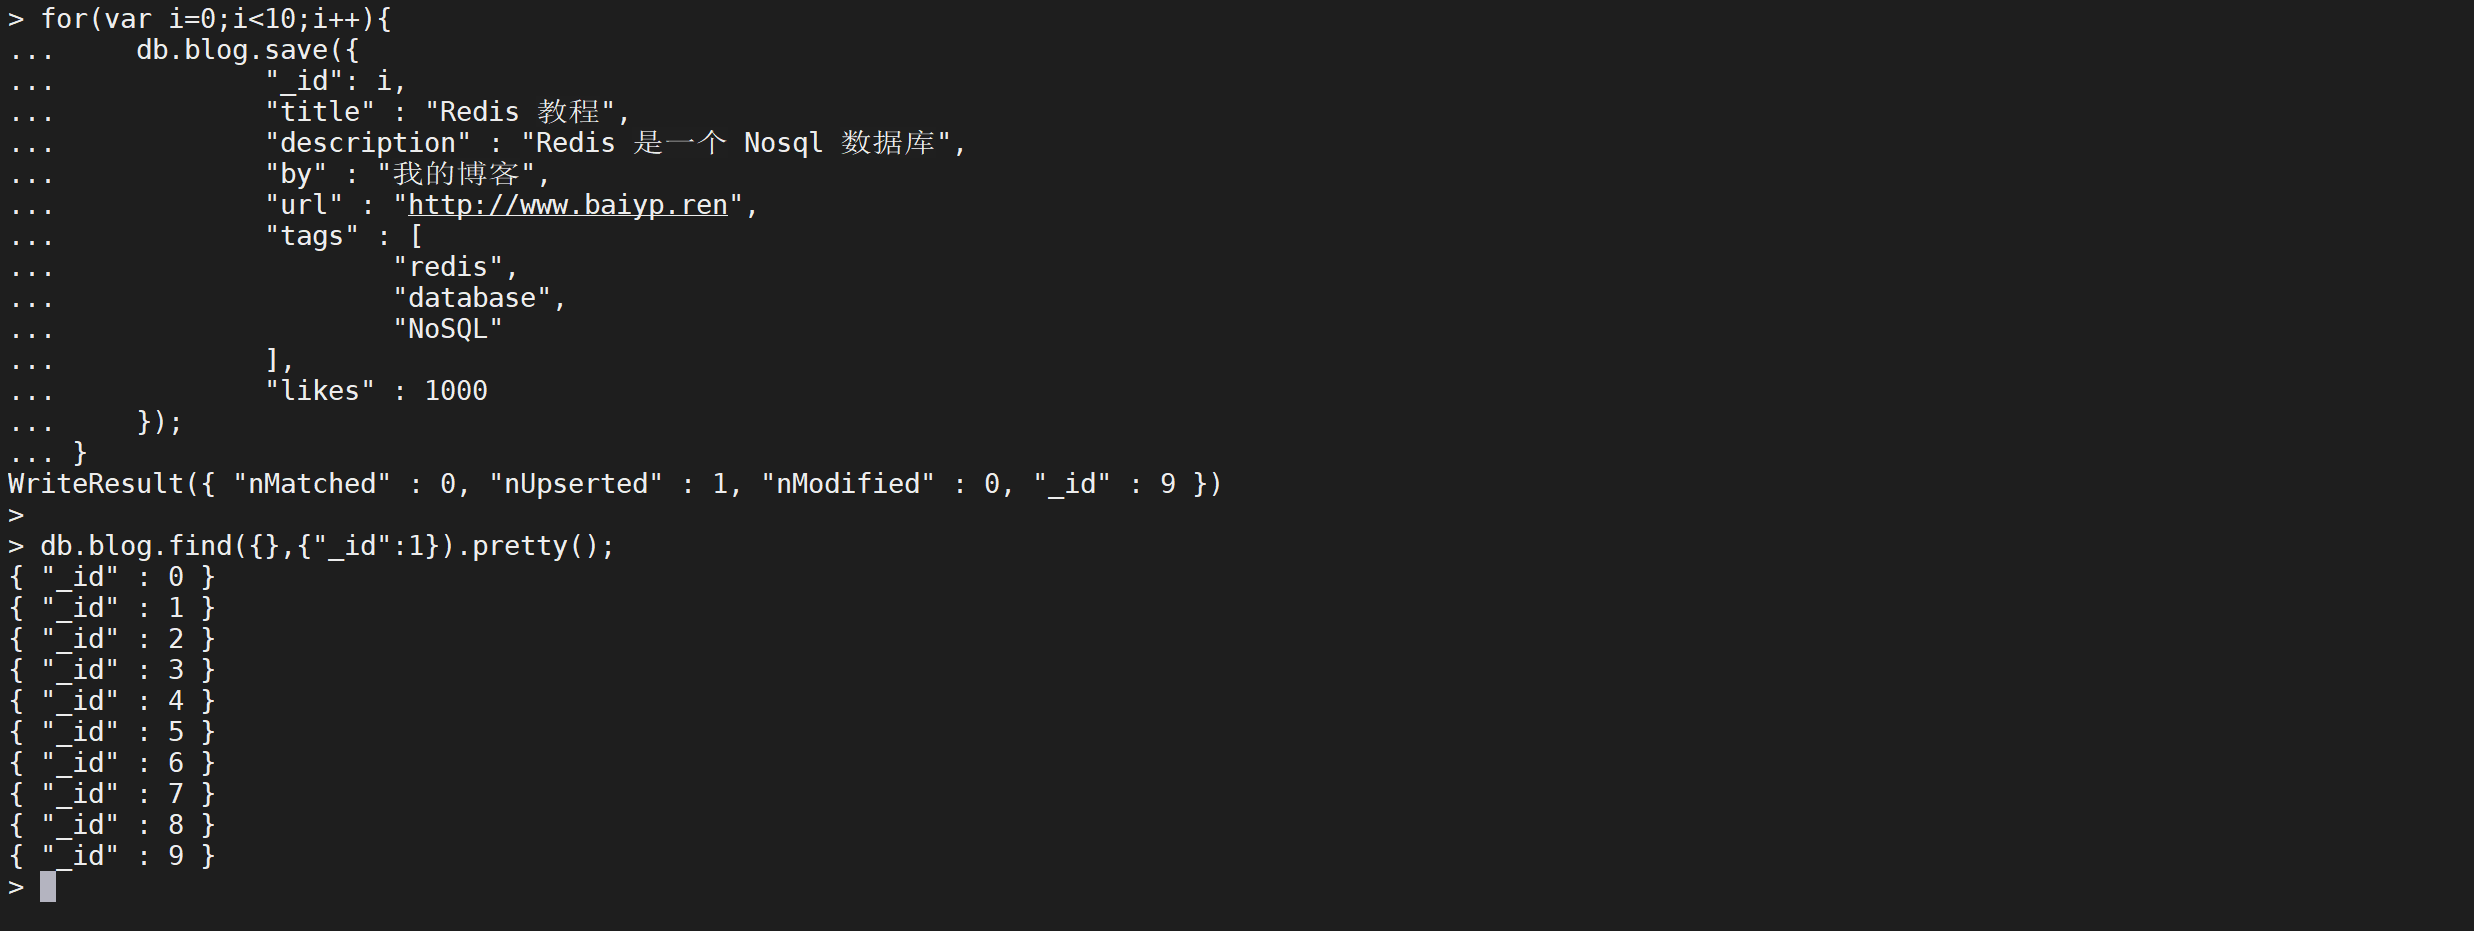 > for(var i=0;i<10;i++){
...     db.blog.save({
...             "_id": i,
...             "title" : "Redis 教程",
...             "description" : "Redis 是一个 Nosql 数据库",
...             "by" : "我的博客",
...             "url" : "http://www.baiyp.ren",
...             "tags" : [
...                     "redis",
...                     "database",
...                     "NoSQL"
...             ],
...             "likes" : 1000
...     });
... }
WriteResult({ "nMatched" : 0, "nUpserted" : 1, "nModified" : 0, "_id" : 9 })
>
> db.blog.find({},{"_id":1}).pretty();
{ "_id" : 0 }
{ "_id" : 1 }
{ "_id" : 2 }
{ "_id" : 3 }
{ "_id" : 4 }
{ "_id" : 5 }
{ "_id" : 6 }
{ "_id" : 7 }
{ "_id" : 8 }
{ "_id" : 9 }
>